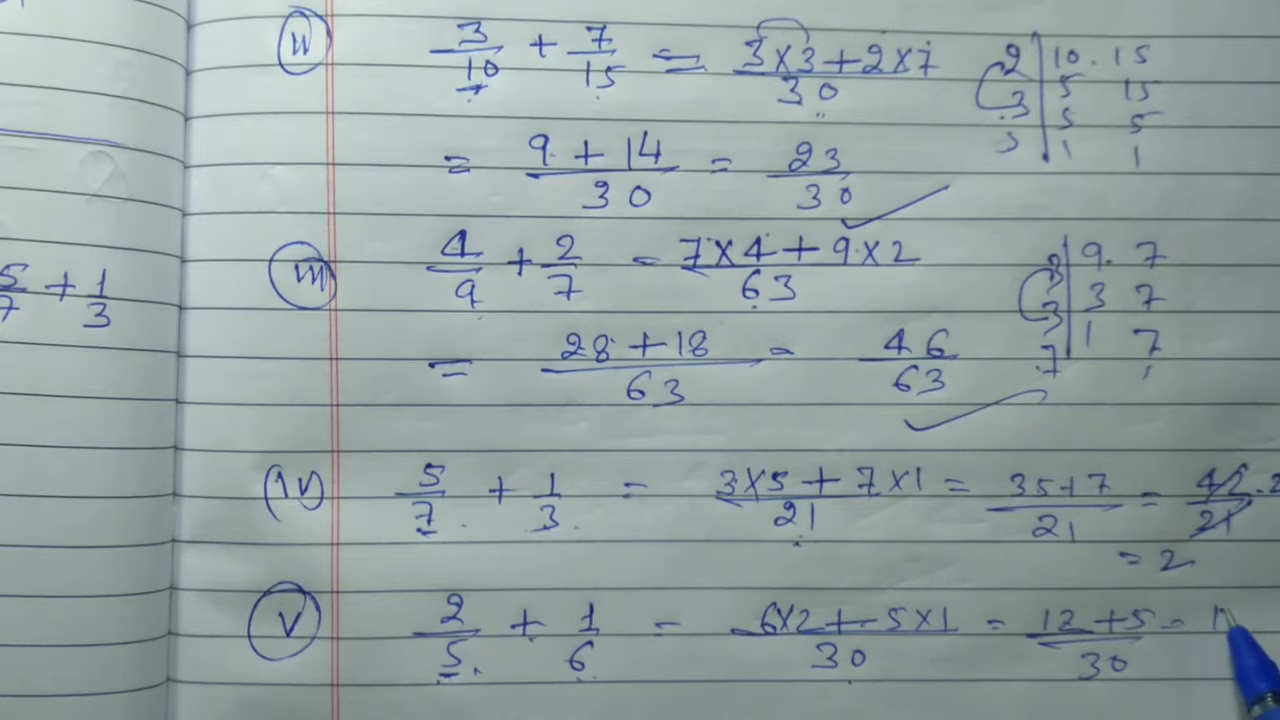 (ii) 3/10 + 7/15 = (3×3+2×7)/30
2 | 10. 15
3 | 5 15
5 | 5 5
1 1
= (9+14)/30 = 23/30
(iii) 4/9 + 2/7 = (7×4+9×2)/63
3 | 9. 7
3 | 3 7
7 | 1 7
= (28+18)/63 = 46/63
5/7 + 1/3
(iv) 5/7 + 1/3 = (3×5+7×1)/21 = (35+7)/21 = 42/21 2
= 2
(v) 2/5 + 1/6 = (6×2+5×1)/30 = (12+5)/30 = 1